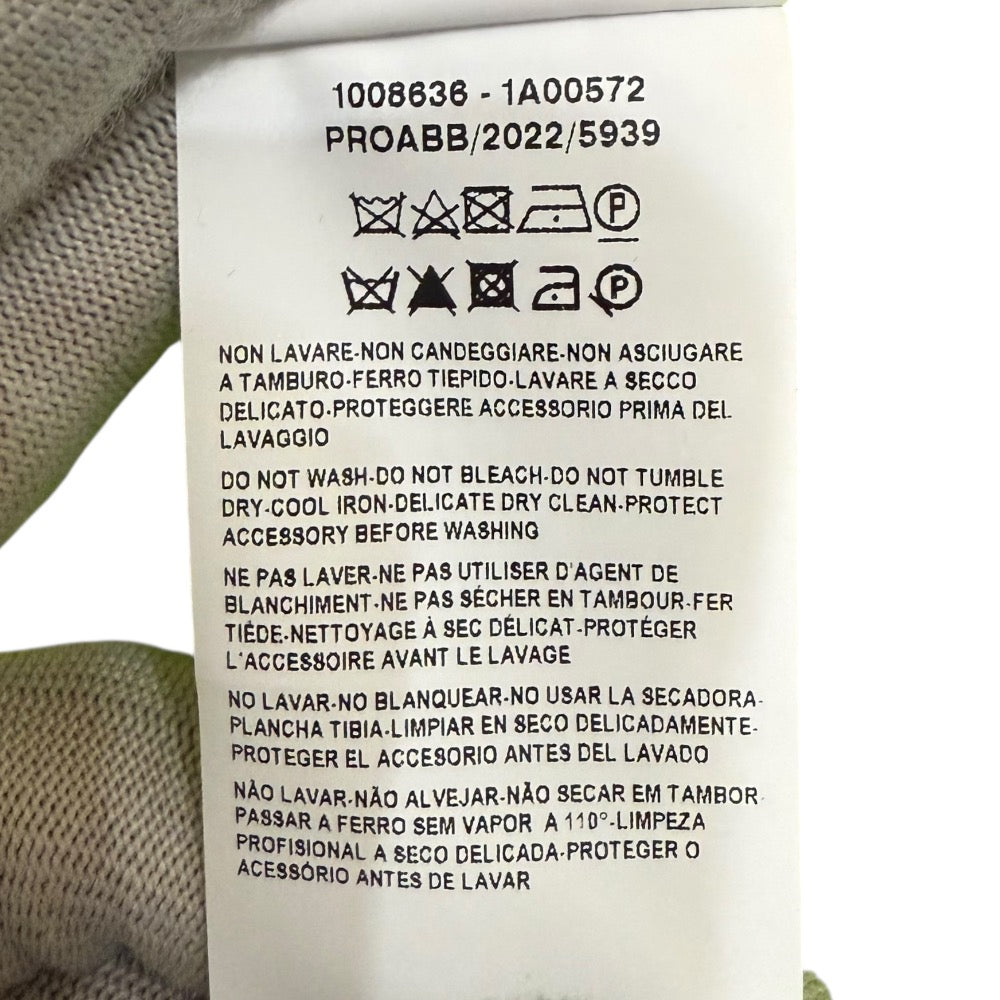 1008636 - 1A00572
PROABB/2022/5939
P
P
NON LAVARE-NON CANDEGGIARE-NON ASCIUGARE
A TAMBURO-FERRO TIEPIDO-LAVARE A SECCO
DELICATO-PROTEGGERE ACCESSORIO PRIMA DEL
LAVAGGIO
DO NOT WASH-DO NOT BLEACH-DO NOT TUMBLE
DRY-COOL IRON-DELICATE DRY CLEAN-PROTECT
ACCESSORY BEFORE WASHING
NE PAS LAVER-NE PAS UTILISER D'AGENT DE
BLANCHIMENT-NE PAS SÉCHER EN TAMBOUR-FER
TIÈDE-NETTOYAGE À SEC DÉLICAT-PROTÉGER
L'ACCESSOIRE AVANT LE LAVAGE
NO LAVAR-NO BLANQUEAR-NO USAR LA SECADORA-
PLANCHA TIBIA-LIMPIAR EN SECO DELICADAMENTE-
PROTEGER EL ACCESORIO ANTES DEL LAVADO
NÃO LAVAR-NÃO ALVEJAR-NÃO SECAR EM TAMBOR-
PASSAR A FERRO SEM VAPOR A 110°-LIMPEZA
PROFISIONAL A SECO DELICADA-PROTEGER O
ACESSÓRIO ANTES DE LAVAR